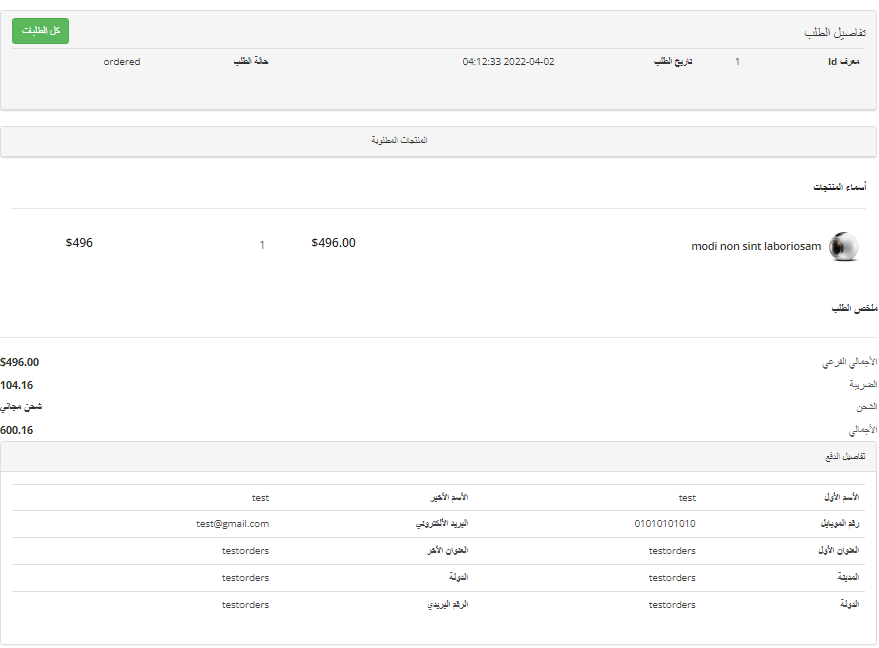 تفاصيل الطلب
كل الطلبات
معرف Id 1 تاريخ الطلب 2022-04-02 04:12:33 حالة الطلب ordered
المنتجات المطلوبة
أسماء المنتجات
modi non sint laboriosam $496.00 1 $496
ملخص الطلب
الأجمالي الفرعي $496.00
الضريبة 104.16
الشحن شحن مجاني
الأجمالي 600.16
تفاصيل الدفع
الأسم الأول test الأسم الأخير test
رقم الموبايل 01010101010 البريد الألكتروني test@gmail.com
العنوان الأول testorders العنوان الأخر testorders
المدينة testorders الدولة testorders
الدولة testorders الرقم البريدي testorders